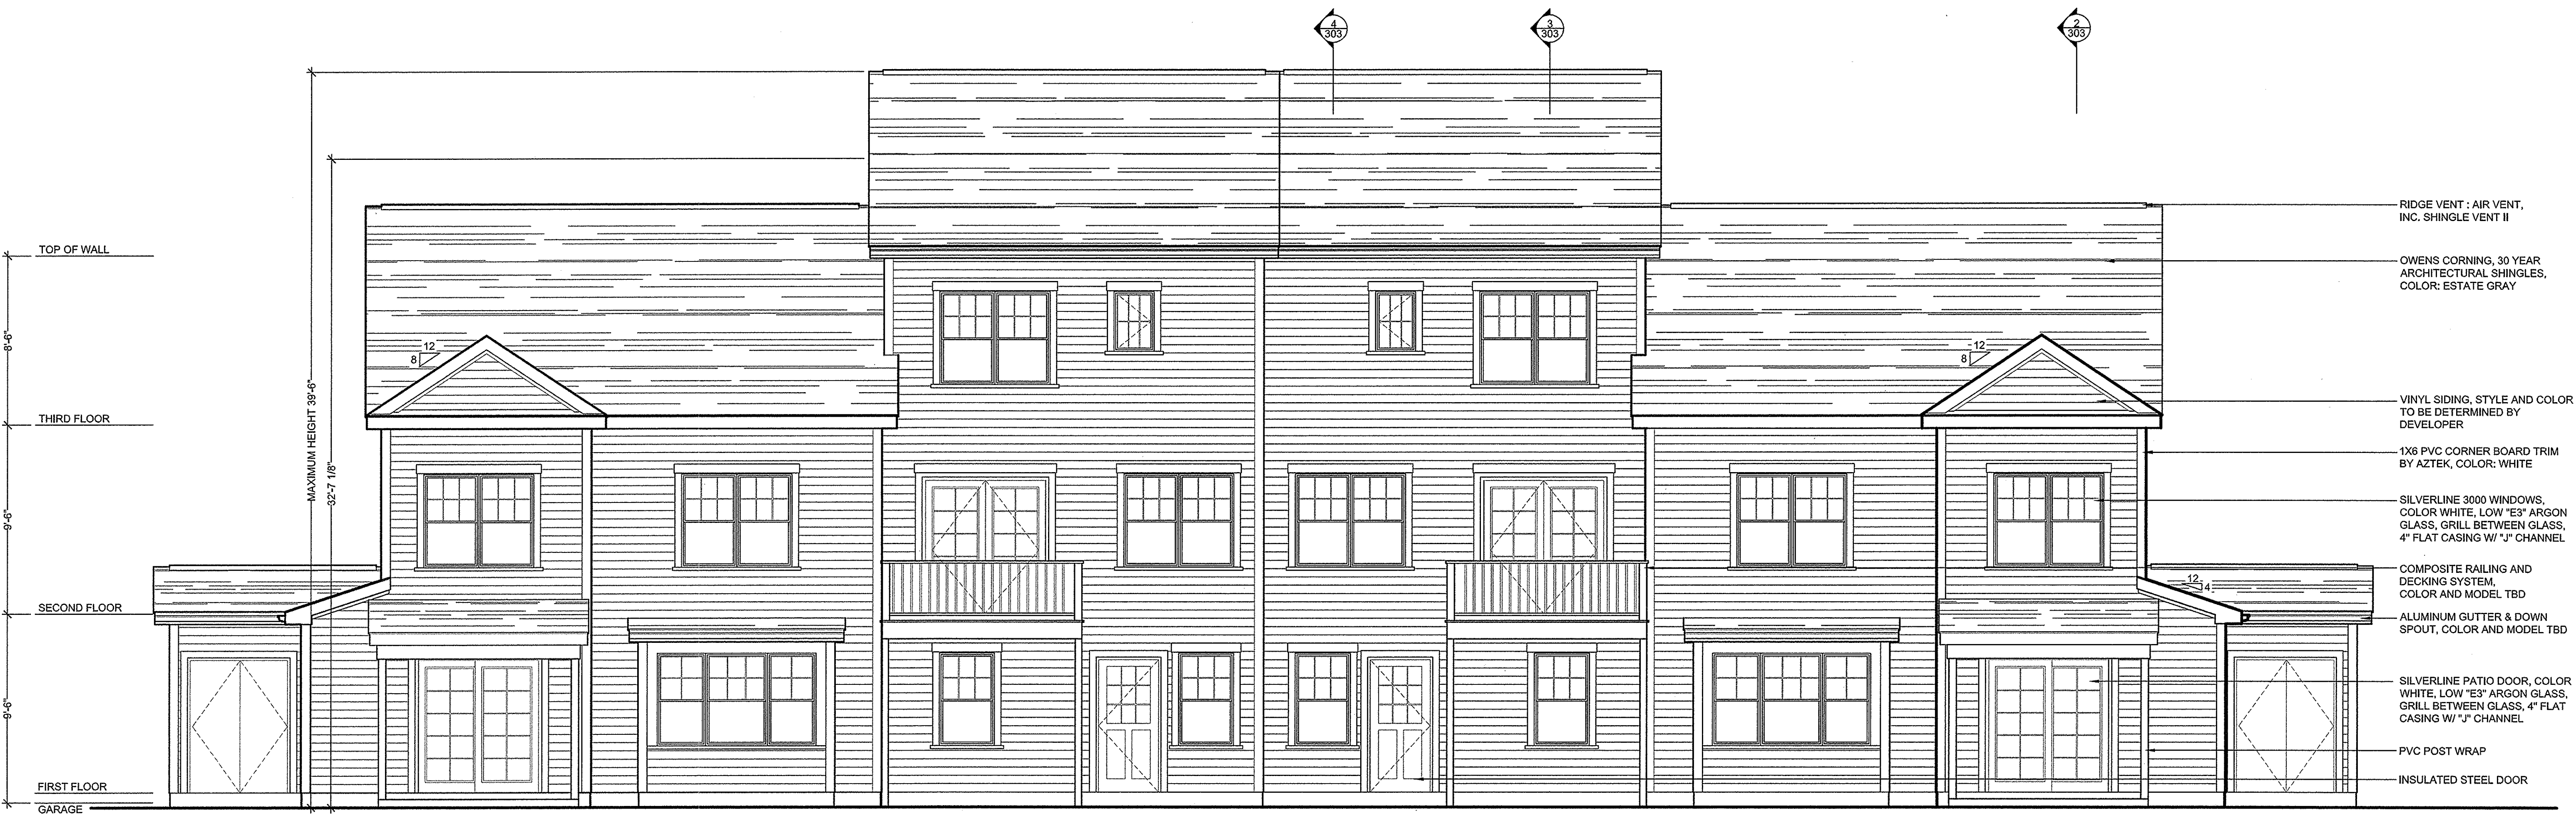 4
303
3
303
2
303
TOP OF WALL
8'-6"
THIRD FLOOR
9'-6"
SECOND FLOOR
9'-6"
FIRST FLOOR
GARAGE
MAXIMUM HEIGHT 39'-6"
32'-7 1/8"
12
8
12
8
12
4
RIDGE VENT : AIR VENT,
INC. SHINGLE VENT II
OWENS CORNING, 30 YEAR
ARCHITECTURAL SHINGLES,
COLOR: ESTATE GRAY
VINYL SIDING, STYLE AND COLOR
TO BE DETERMINED BY
DEVELOPER
1X6 PVC CORNER BOARD TRIM
BY AZTEK, COLOR: WHITE
SILVERLINE 3000 WINDOWS,
COLOR WHITE, LOW "E3" ARGON
GLASS, GRILL BETWEEN GLASS,
4" FLAT CASING W/ "J" CHANNEL
COMPOSITE RAILING AND
DECKING SYSTEM,
COLOR AND MODEL TBD
ALUMINUM GUTTER & DOWN
SPOUT, COLOR AND MODEL TBD
SILVERLINE PATIO DOOR, COLOR
WHITE, LOW "E3" ARGON GLASS,
GRILL BETWEEN GLASS, 4" FLAT
CASING W/ "J" CHANNEL
PVC POST WRAP
INSULATED STEEL DOOR